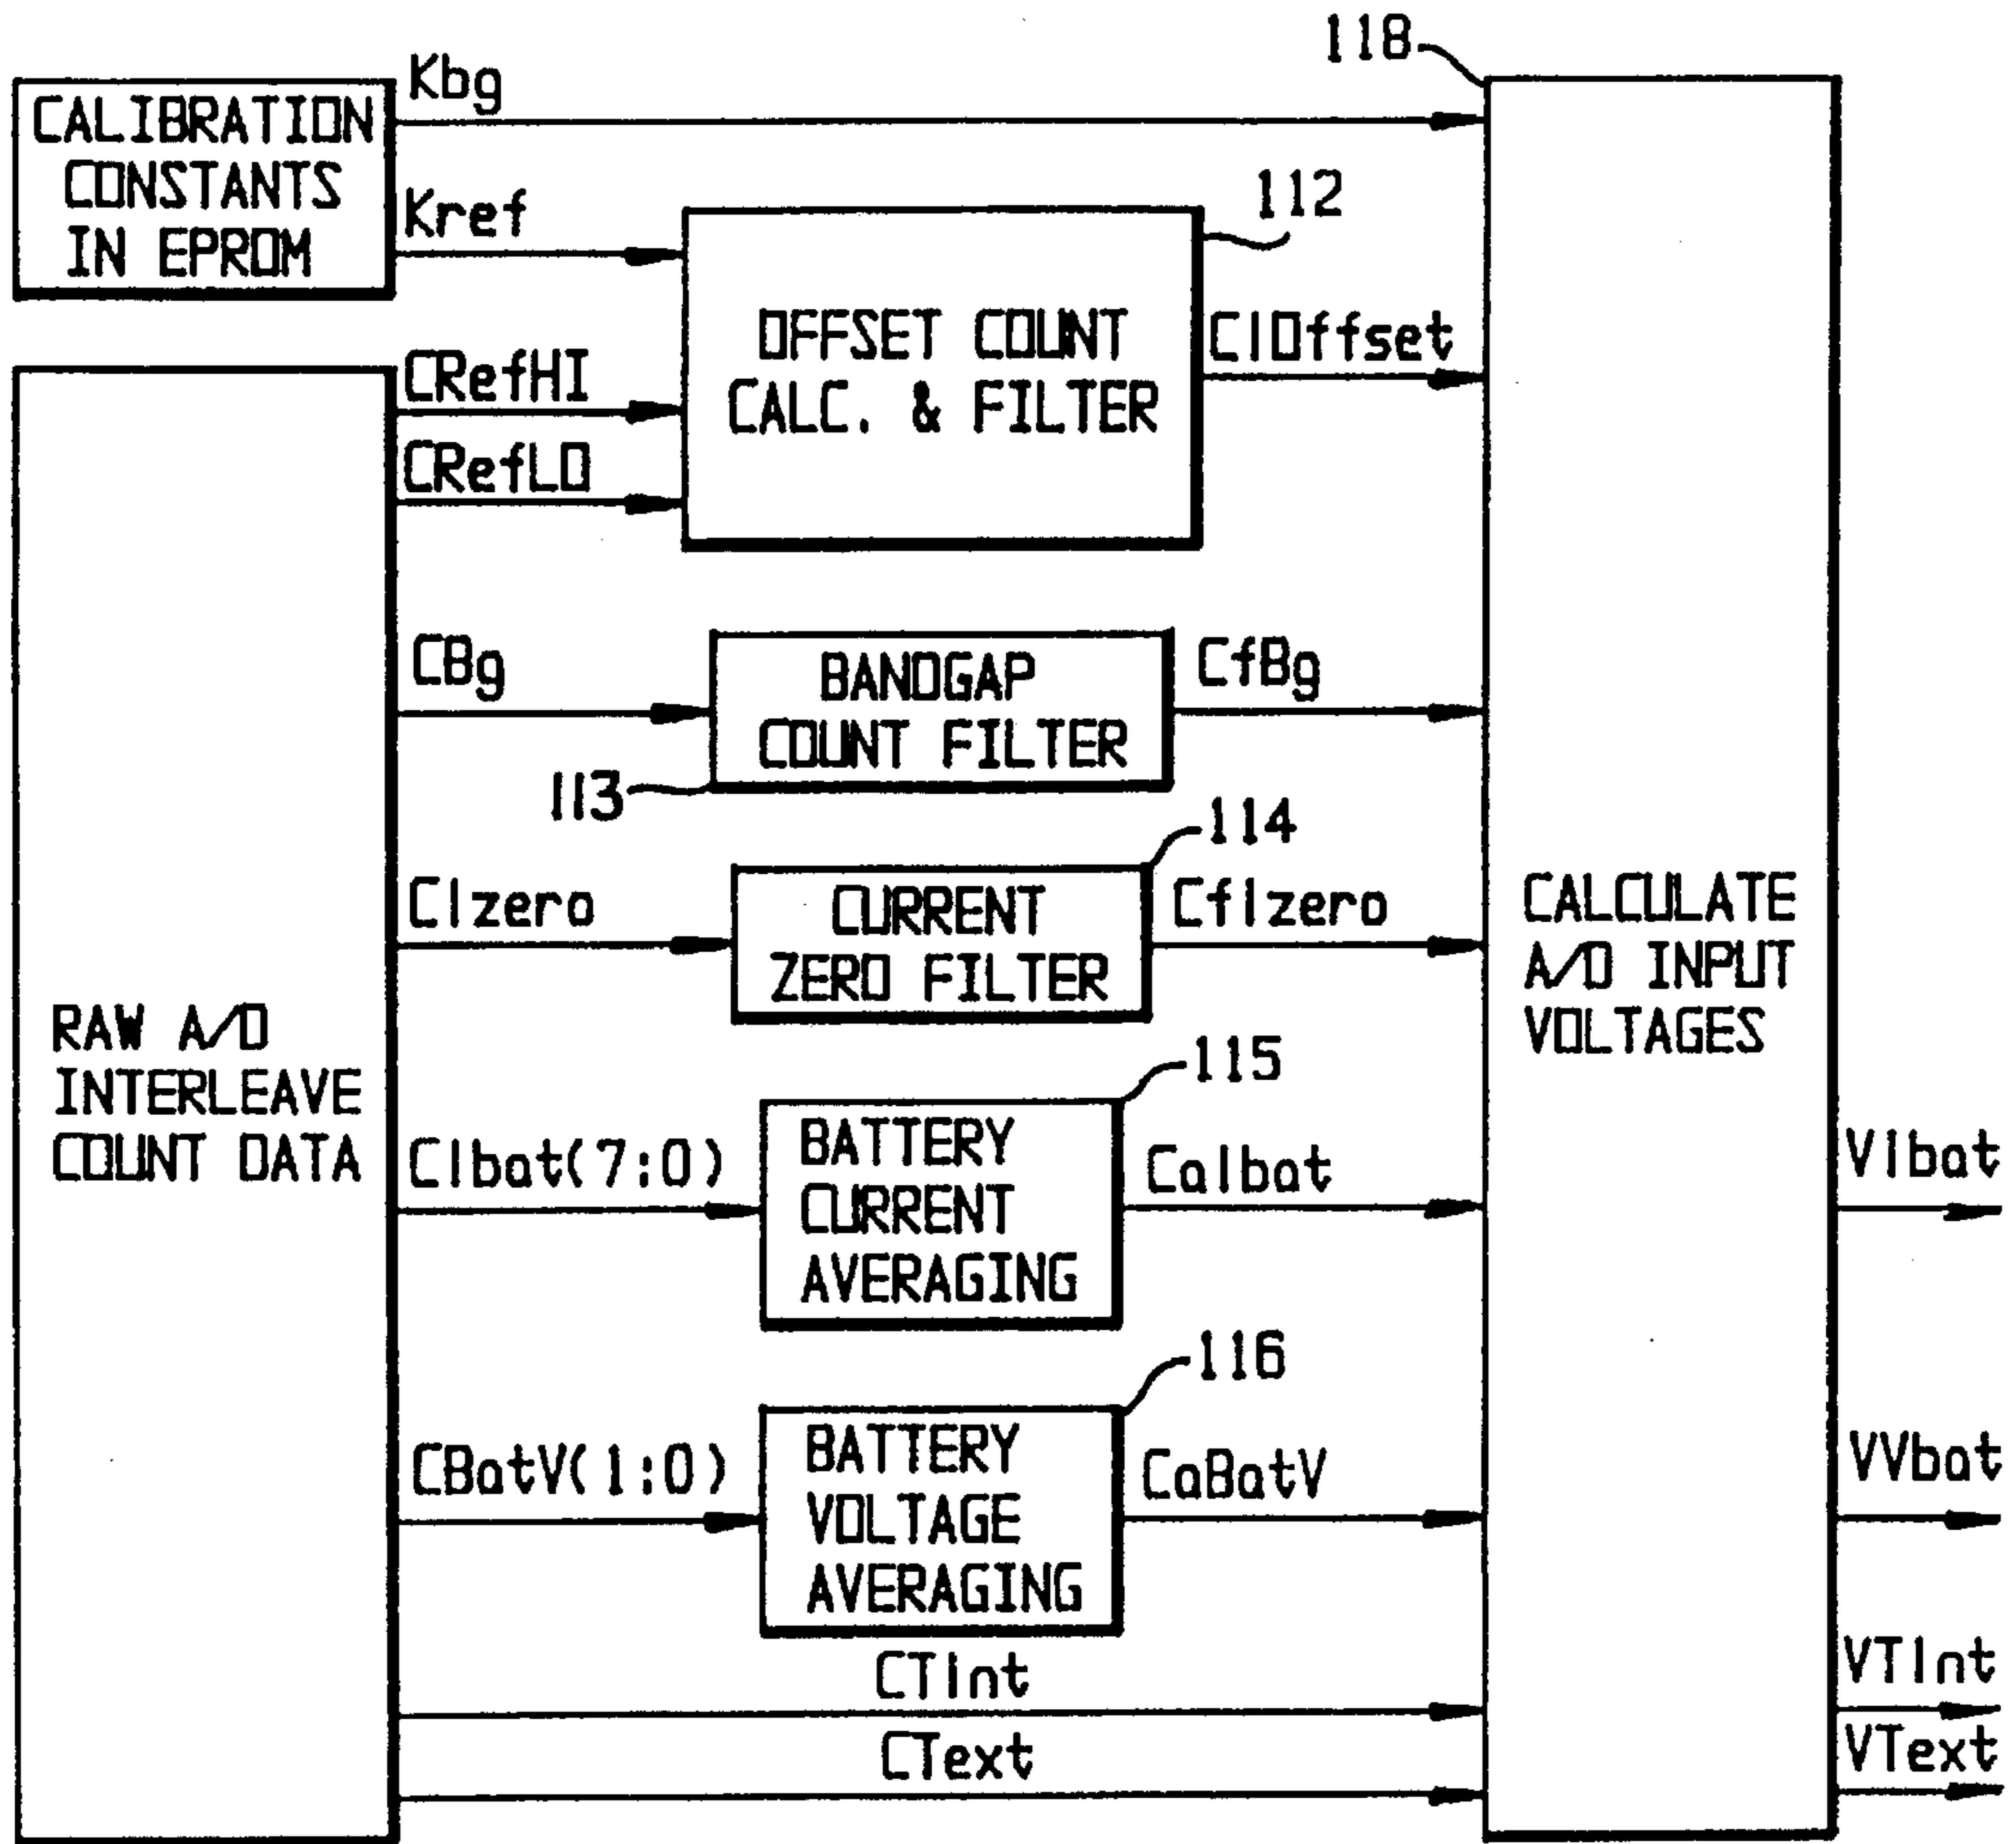 118
Kbg
CALIBRATION
CONSTANTS
IN EPROM
Kref
112
OFFSET COUNT
CALC. & FILTER
CIOffset
CRefHI
CRefLO
CBg
BANDGAP
COUNT FILTER
CfBg
113
114
CIzero
CURRENT
ZERO FILTER
CfIzero
CALCULATE
A/D INPUT
VOLTAGES
RAW A/D
INTERLEAVE
COUNT DATA
115
CIbat(7:0)
BATTERY
CURRENT
AVERAGING
CaIbat
VIbat
116
CBatV(1:0)
BATTERY
VOLTAGE
AVERAGING
CaBatV
VVbat
CTInt
VTInt
CText
VText